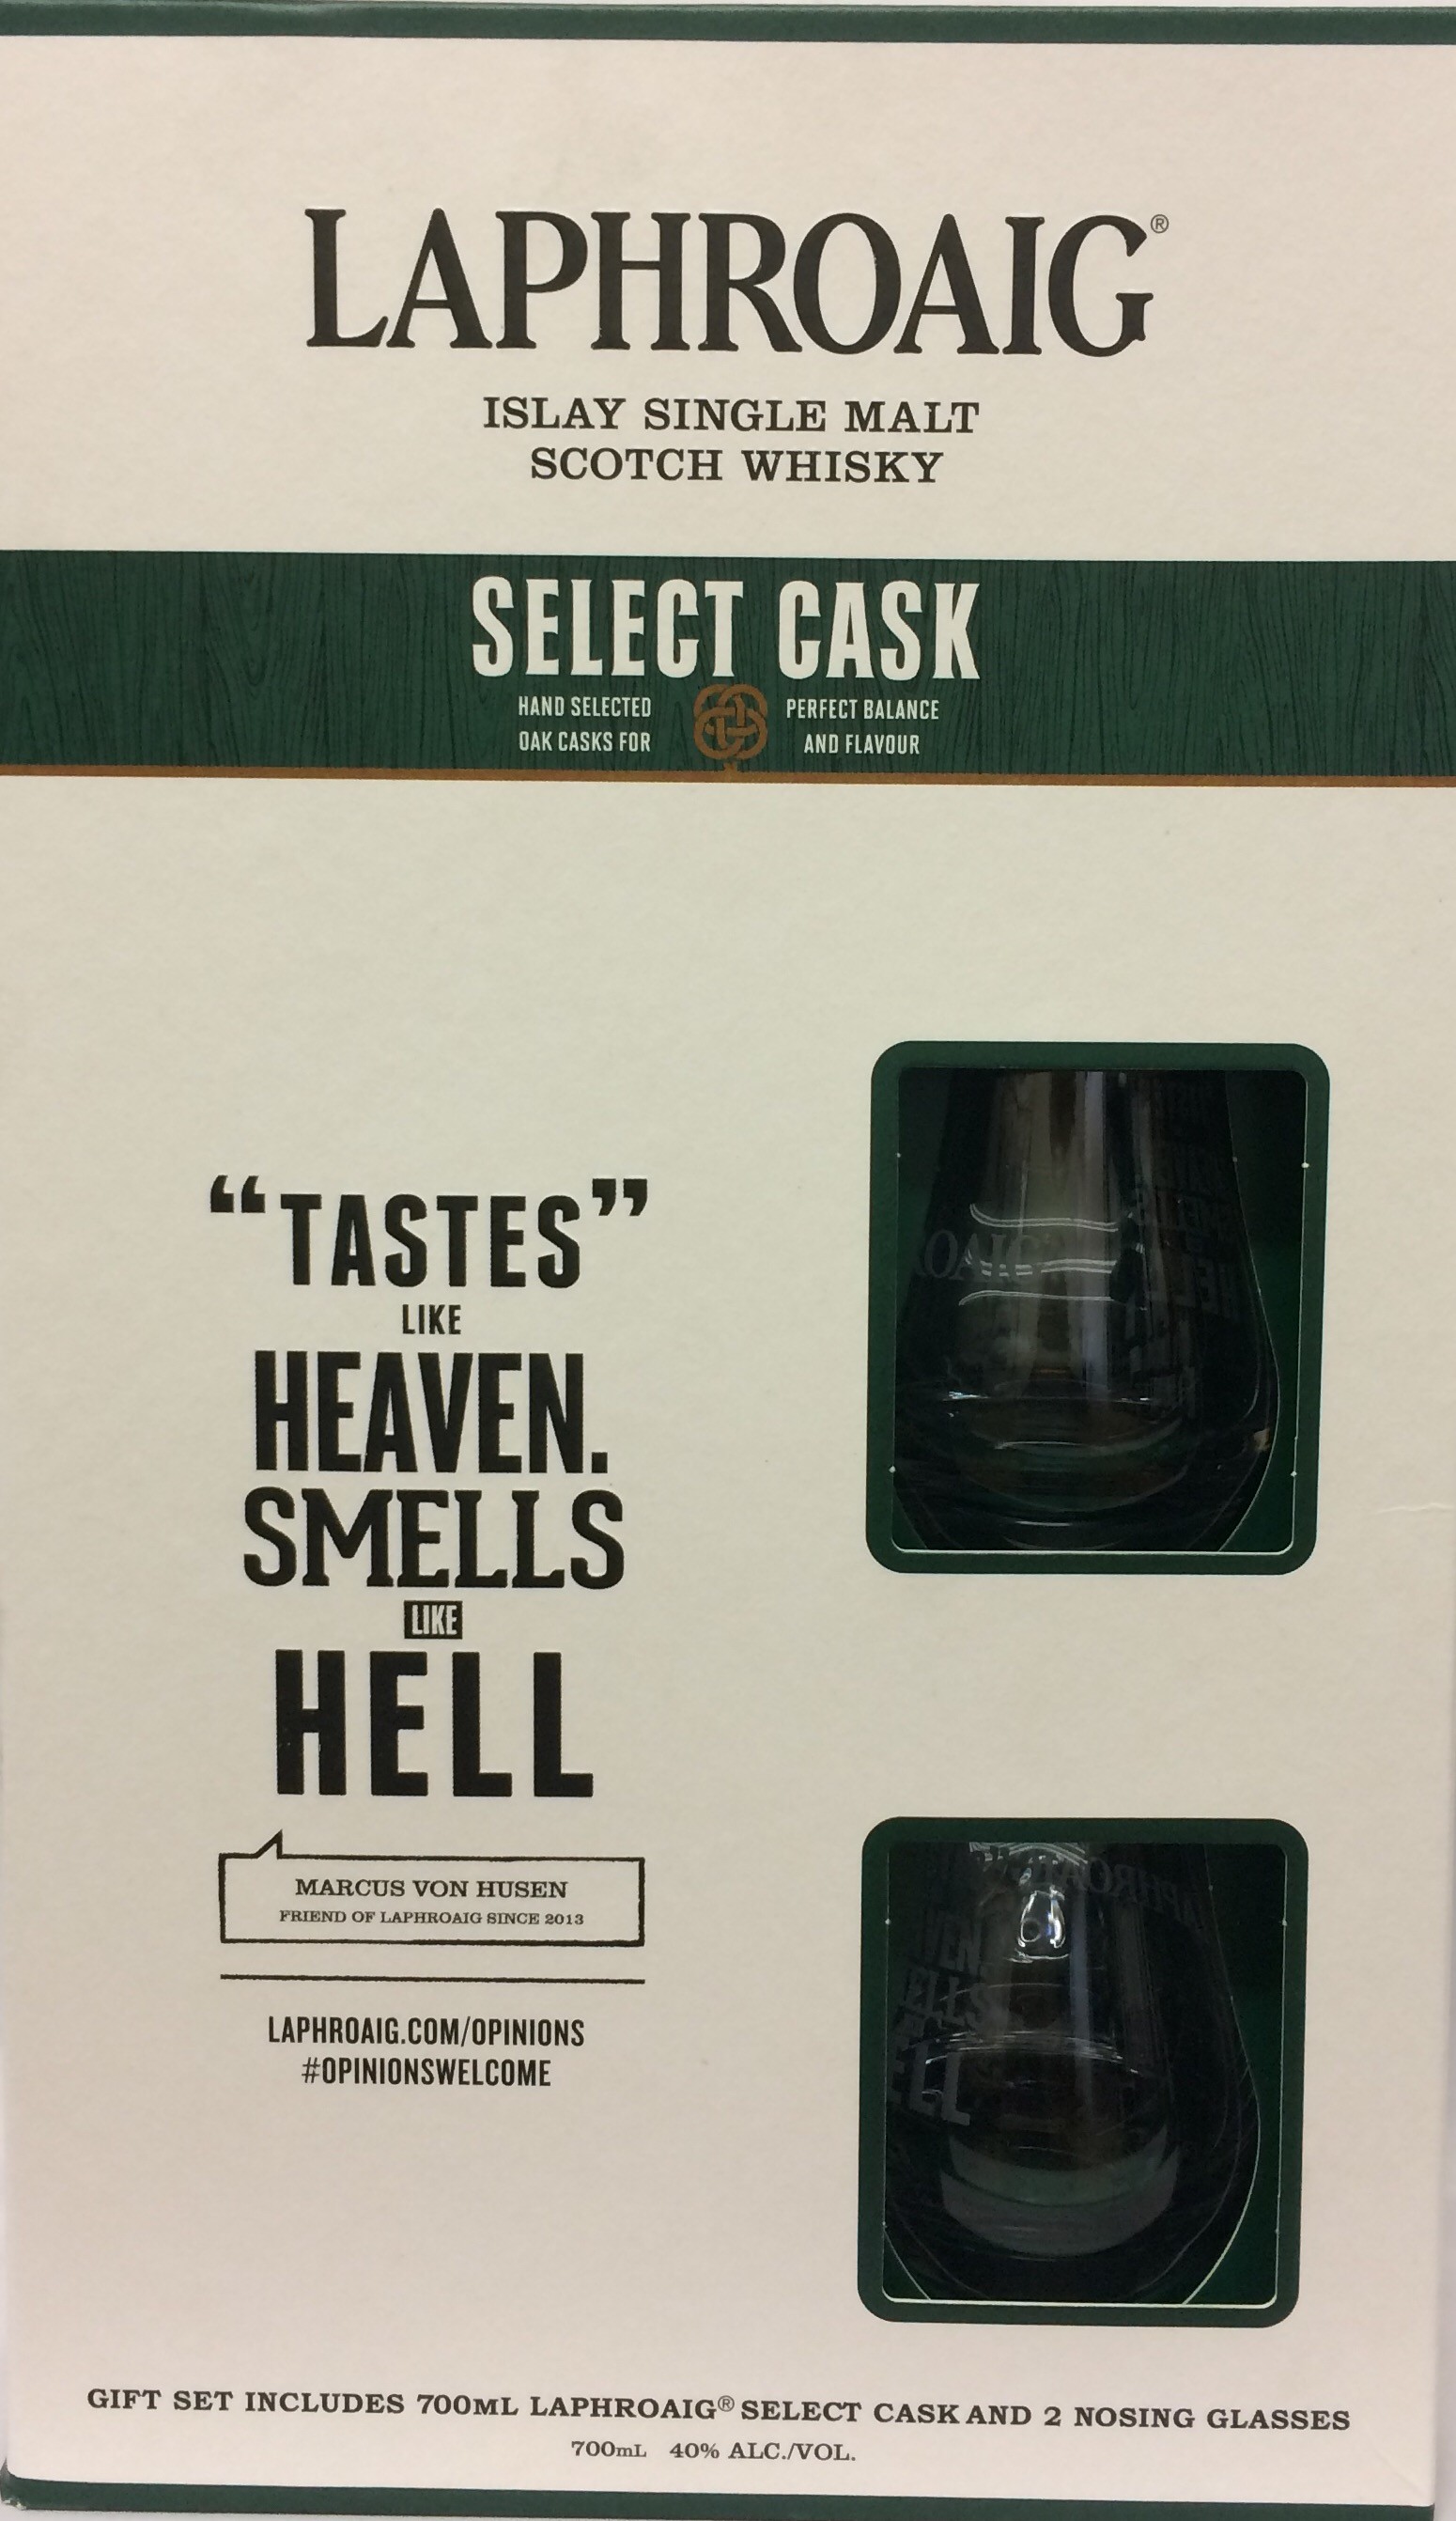 LAPHROAIG®
ISLAY SINGLE MALT
SCOTCH WHISKY
SELECT CASK
HAND SELECTED
OAK CASKS FOR
PERFECT BALANCE
AND FLAVOUR
“TASTES”
LIKE
HEAVEN.
SMELLS
LIKE
HELL
MARCUS VON HUSEN
FRIEND OF LAPHROAIG SINCE 2013
LAPHROAIG.COM/OPINIONS
#OPINIONSWELCOME
GIFT SET INCLUDES 700ML LAPHROAIG® SELECT CASK AND 2 NOSING GLASSES
700mL 40% ALC./VOL.